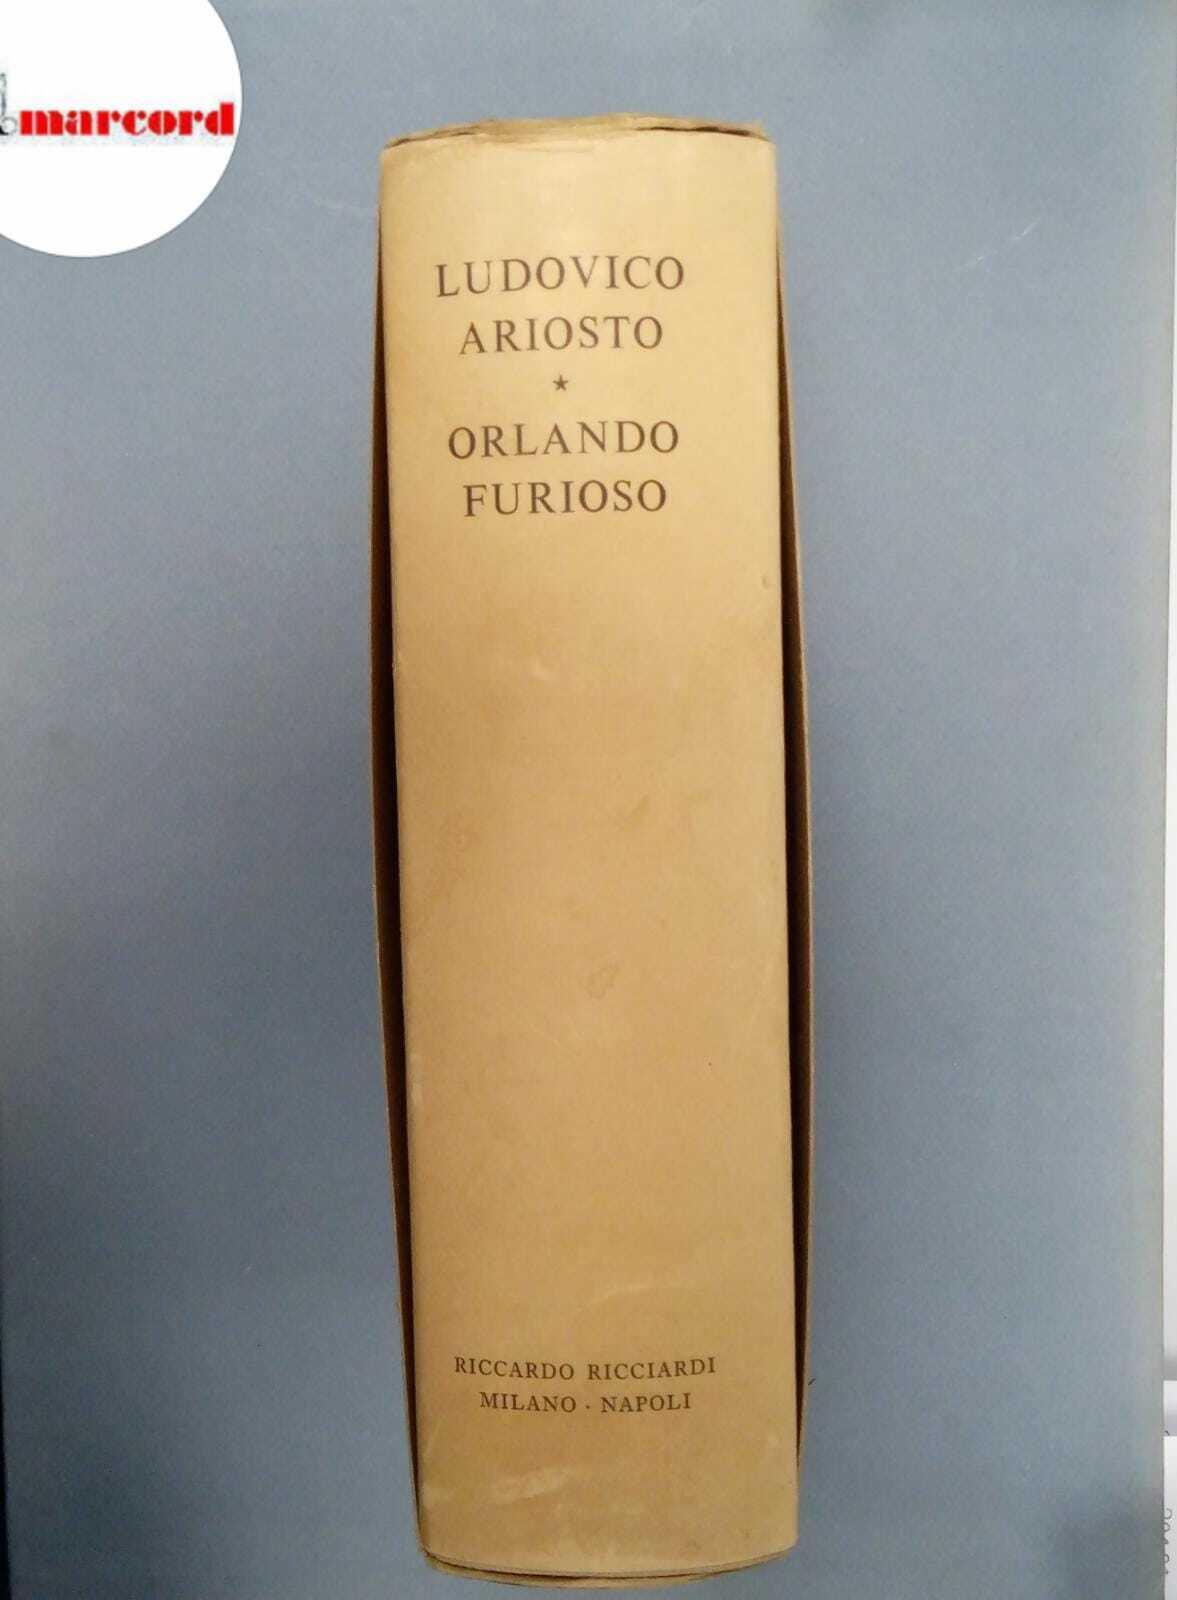 marcord
LUDOVICO
ARIOSTO
★
ORLANDO
FURIOSO
RICCARDO RICCIARDI
MILANO · NAPOLI